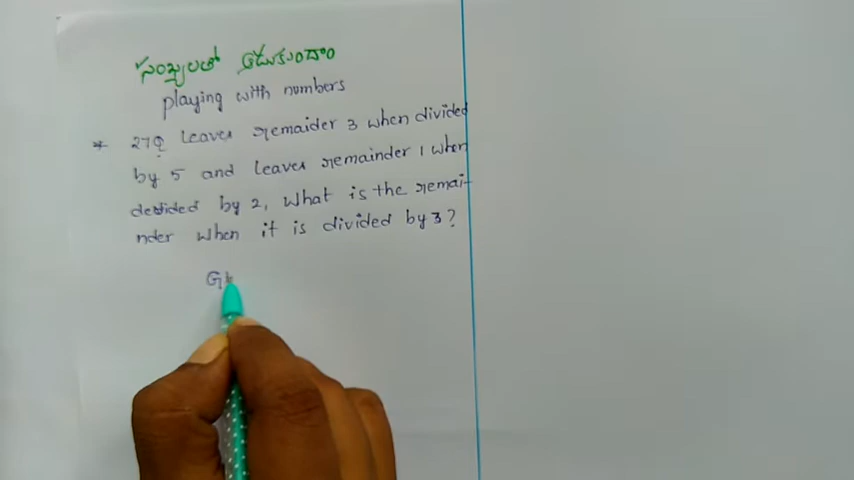 సంఖ్యలతో ఆడుకుందాం
playing with numbers
* 27Q leaves remaider 3 when divided
by 5 and leaves remainder 1 when
devided by 2, What is the remai-
nder when it is divided by 3?